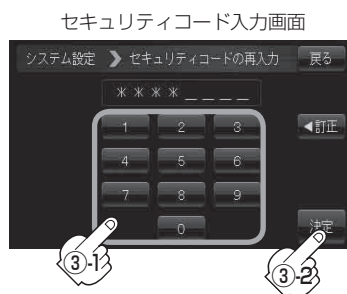 セキュリティコード入力画面
システム設定 》 セキュリティコードの再入力 戻る
＊＊＊＊＿＿＿＿
1 2 3 ◀訂正
4 5 6
7 8 9
0 決定
③-1 ③-2